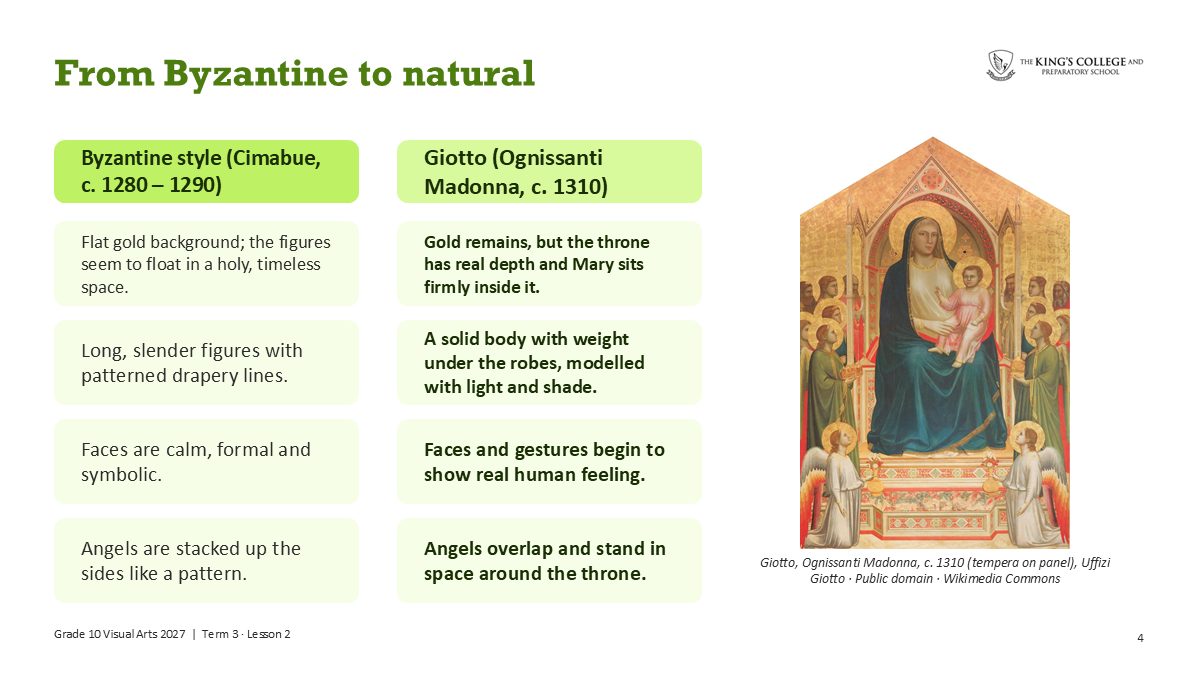 From Byzantine to natural
THE KING'S COLLEGE AND
PREPARATORY SCHOOL
Byzantine style (Cimabue,
c. 1280 – 1290)
Giotto (Ognissanti
Madonna, c. 1310)
Flat gold background; the figures
seem to float in a holy, timeless
space.
Gold remains, but the throne
has real depth and Mary sits
firmly inside it.
Long, slender figures with
patterned drapery lines.
A solid body with weight
under the robes, modelled
with light and shade.
Faces are calm, formal and
symbolic.
Faces and gestures begin to
show real human feeling.
Angels are stacked up the
sides like a pattern.
Angels overlap and stand in
space around the throne.
Giotto, Ognissanti Madonna, c. 1310 (tempera on panel), Uffizi
Giotto · Public domain · Wikimedia Commons
Grade 10 Visual Arts 2027 | Term 3 · Lesson 2
4